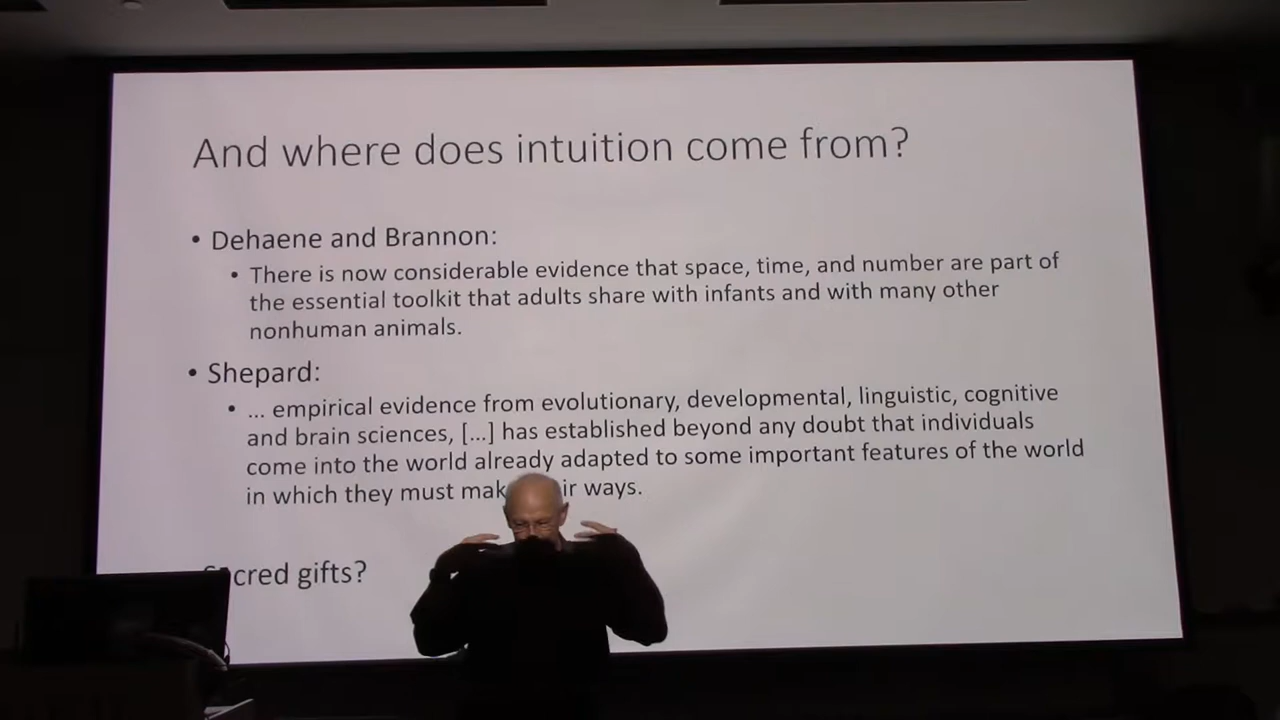 And where does intuition come from?
• Dehaene and Brannon:
• There is now considerable evidence that space, time, and number are part of
the essential toolkit that adults share with infants and with many other
nonhuman animals.
• Shepard:
• ... empirical evidence from evolutionary, developmental, linguistic, cognitive
and brain sciences, [...] has established beyond any doubt that individuals
come into the world already adapted to some important features of the world
in which they must ways.
gifts?